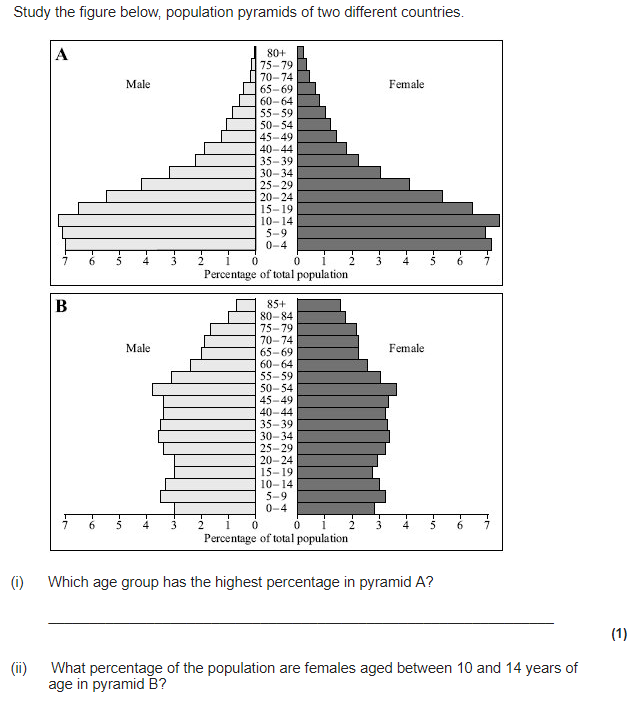 Study the figure below, population pyramids of two different countries.
A
Male
Female
80+
75–79
70–74
65–69
60–64
55–59
50–54
45–49
40–44
35–39
30–34
25–29
20–24
15–19
10–14
5–9
0–4
7 6 5 4 3 2 1 0 0 1 2 3 4 5 6 7
Percentage of total population
B
Male
Female
85+
80–84
75–79
70–74
65–69
60–64
55–59
50–54
45–49
40–44
35–39
30–34
25–29
20–24
15–19
10–14
5–9
0–4
7 6 5 4 3 2 1 0 0 1 2 3 4 5 6 7
Percentage of total population
(i) Which age group has the highest percentage in pyramid A?
(1)
(ii) What percentage of the population are females aged between 10 and 14 years of
age in pyramid B?